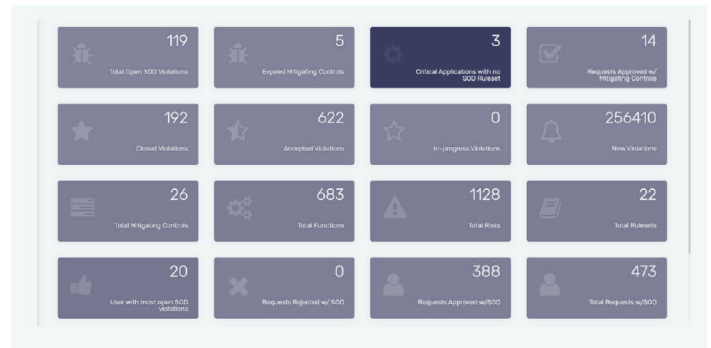 119
Total Open SOD Violations
5
Expired Mitigating Controls
3
Critical Applications with no
SOD Ruleset
14
Requests Approved w/
Mitigating Controls
192
Closed Violations
622
Accepted Violations
0
In-progress Violations
256410
New Violations
26
Total Mitigating Controls
683
Total Functions
1128
Total Risks
22
Total Rulesets
20
User with most open SOD
violations
0
Requests Rejected w/ SOD
388
Requests Approved w/SOD
473
Total Requests w/SOD